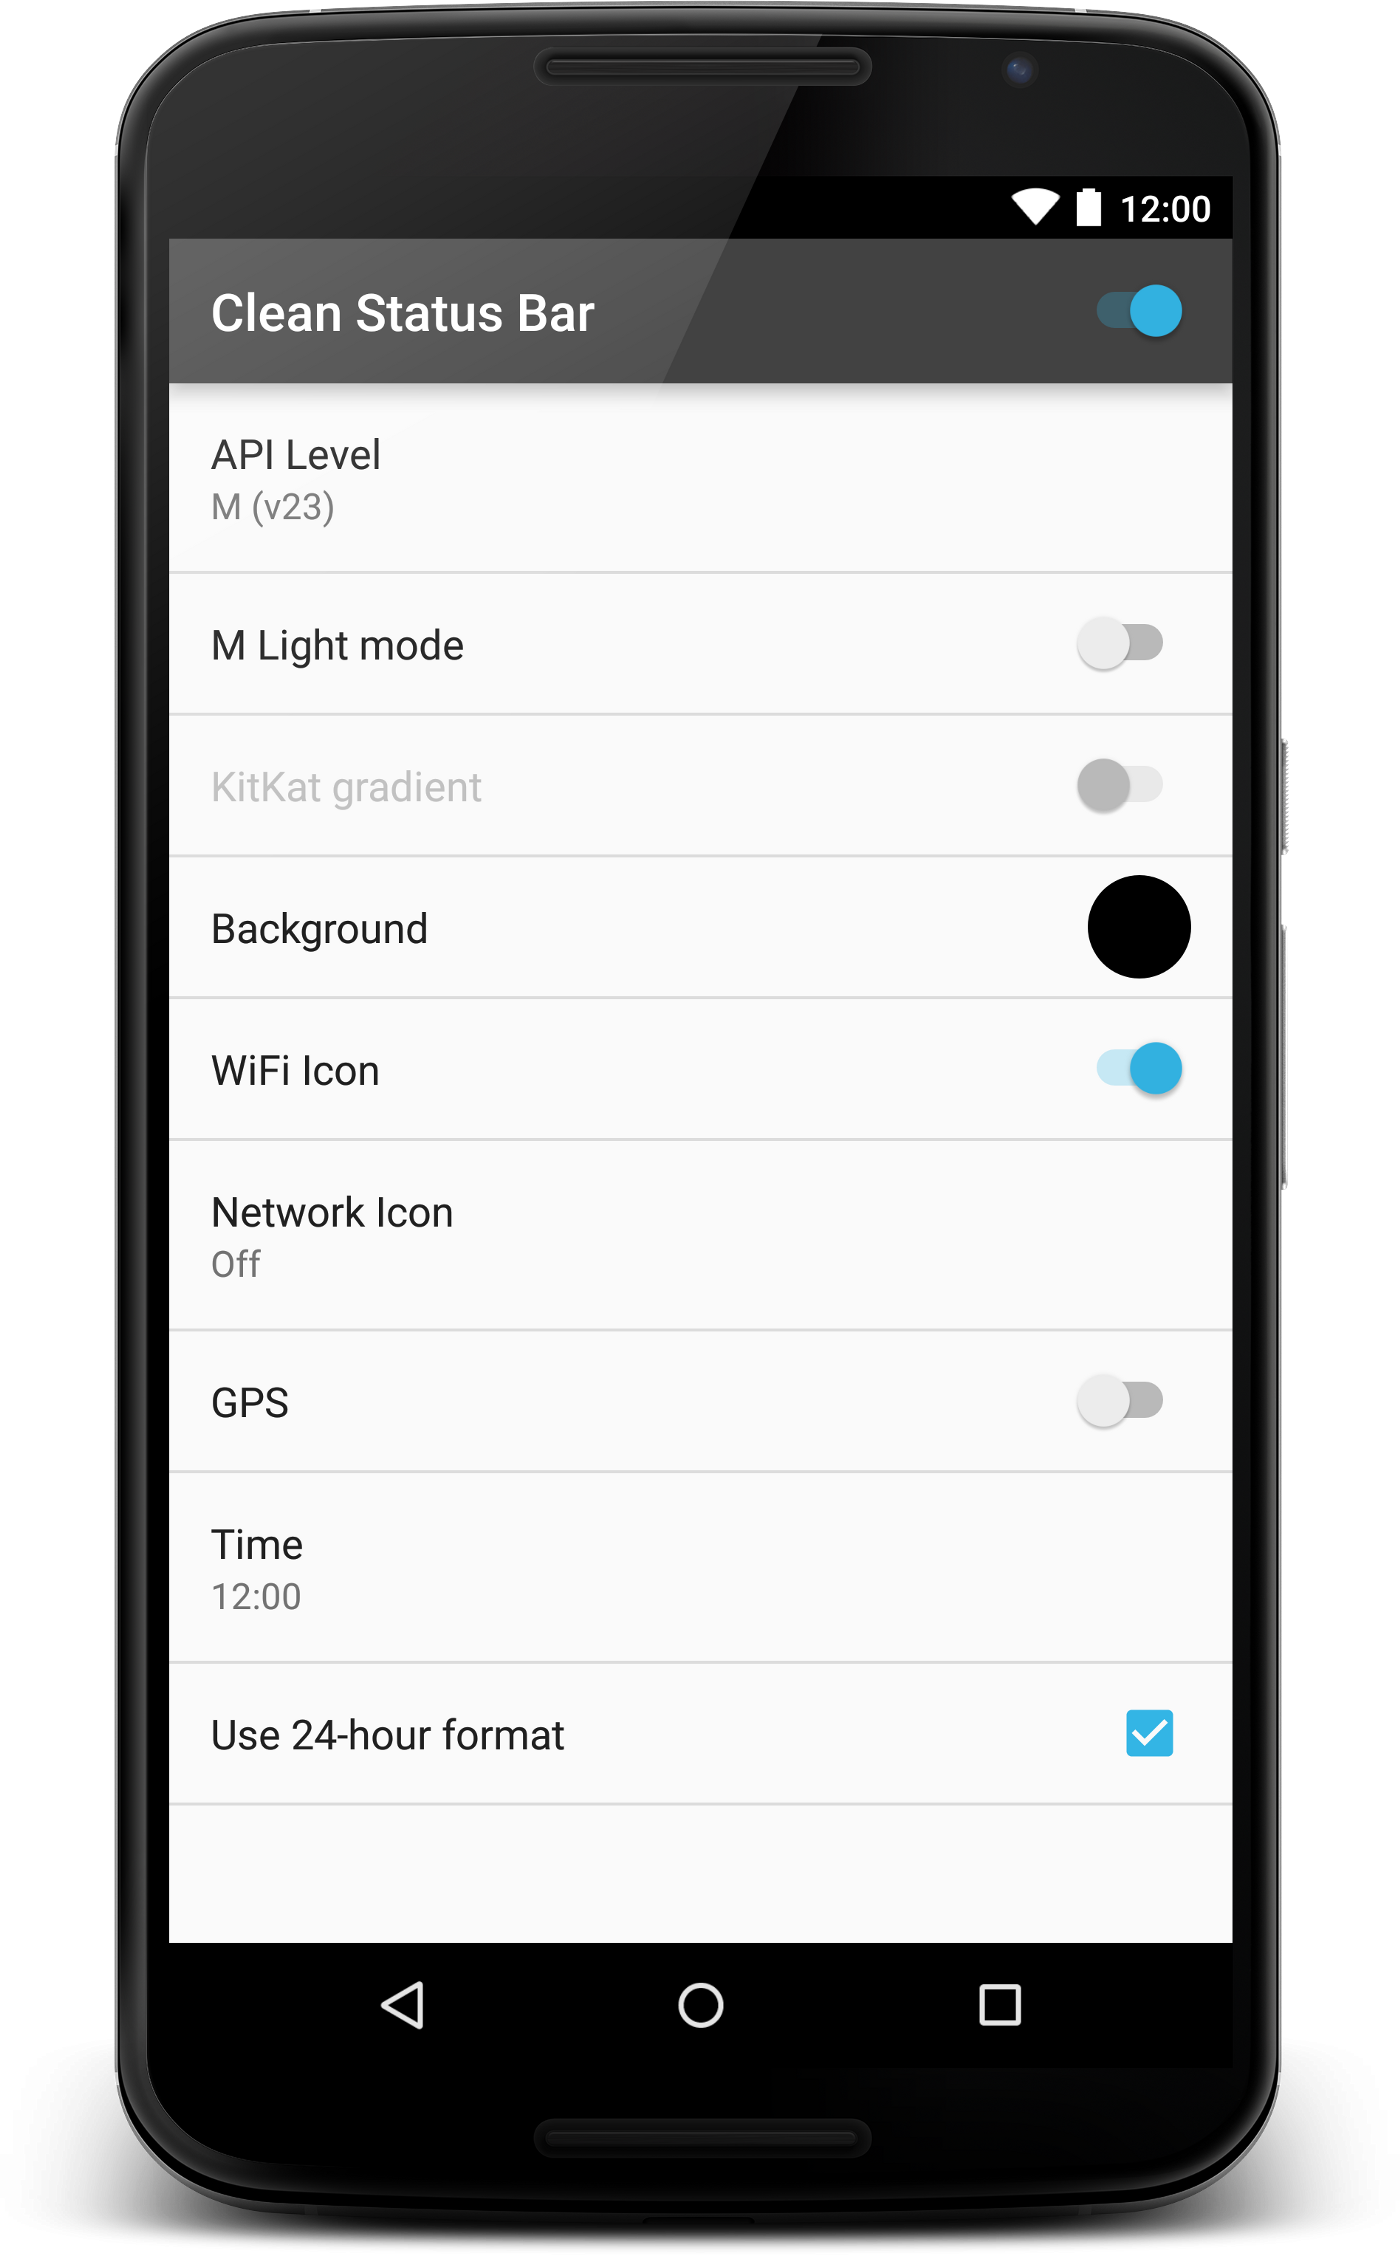 12:00
Clean Status Bar
API Level
M (v23)
M Light mode
KitKat gradient
Background
WiFi Icon
Network Icon
Off
GPS
Time
12:00
Use 24-hour format